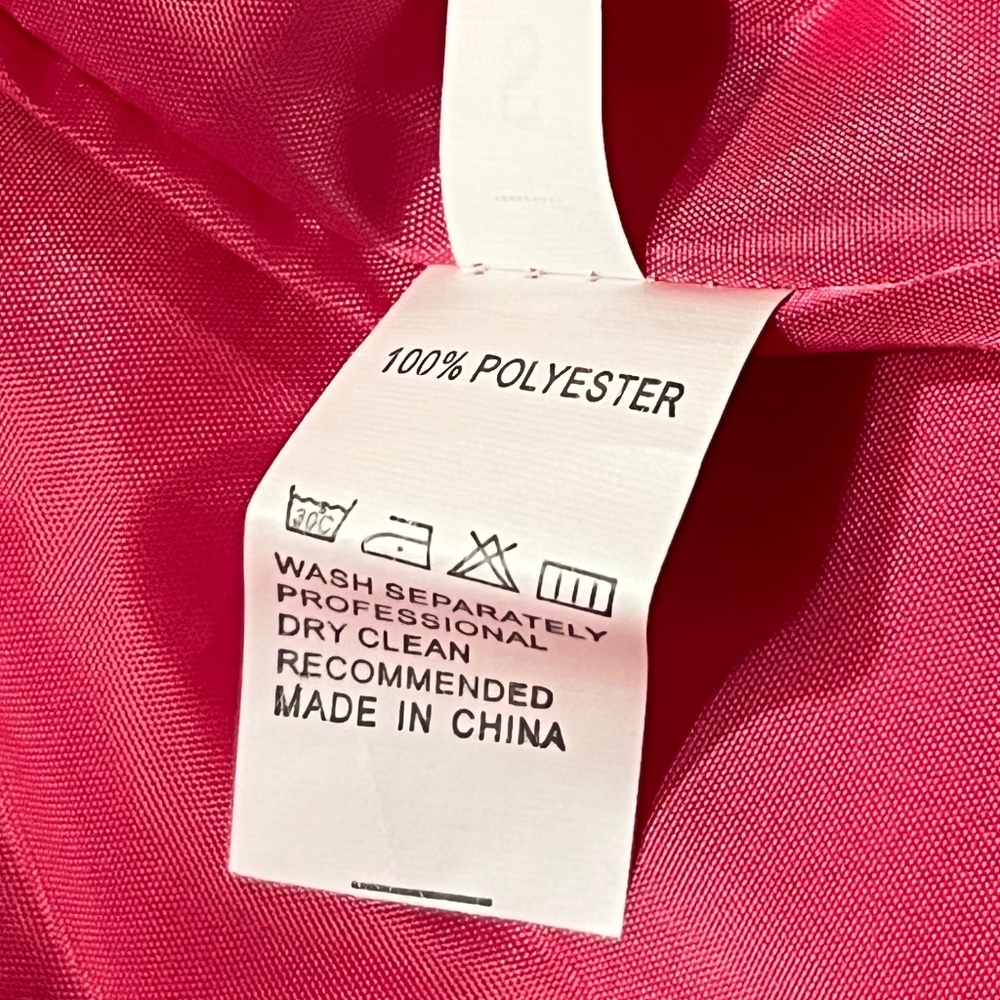 100% POLYESTER
30C
WASH SEPARATELY
PROFESSIONAL
DRY CLEAN
RECOMMENDED
MADE IN CHINA